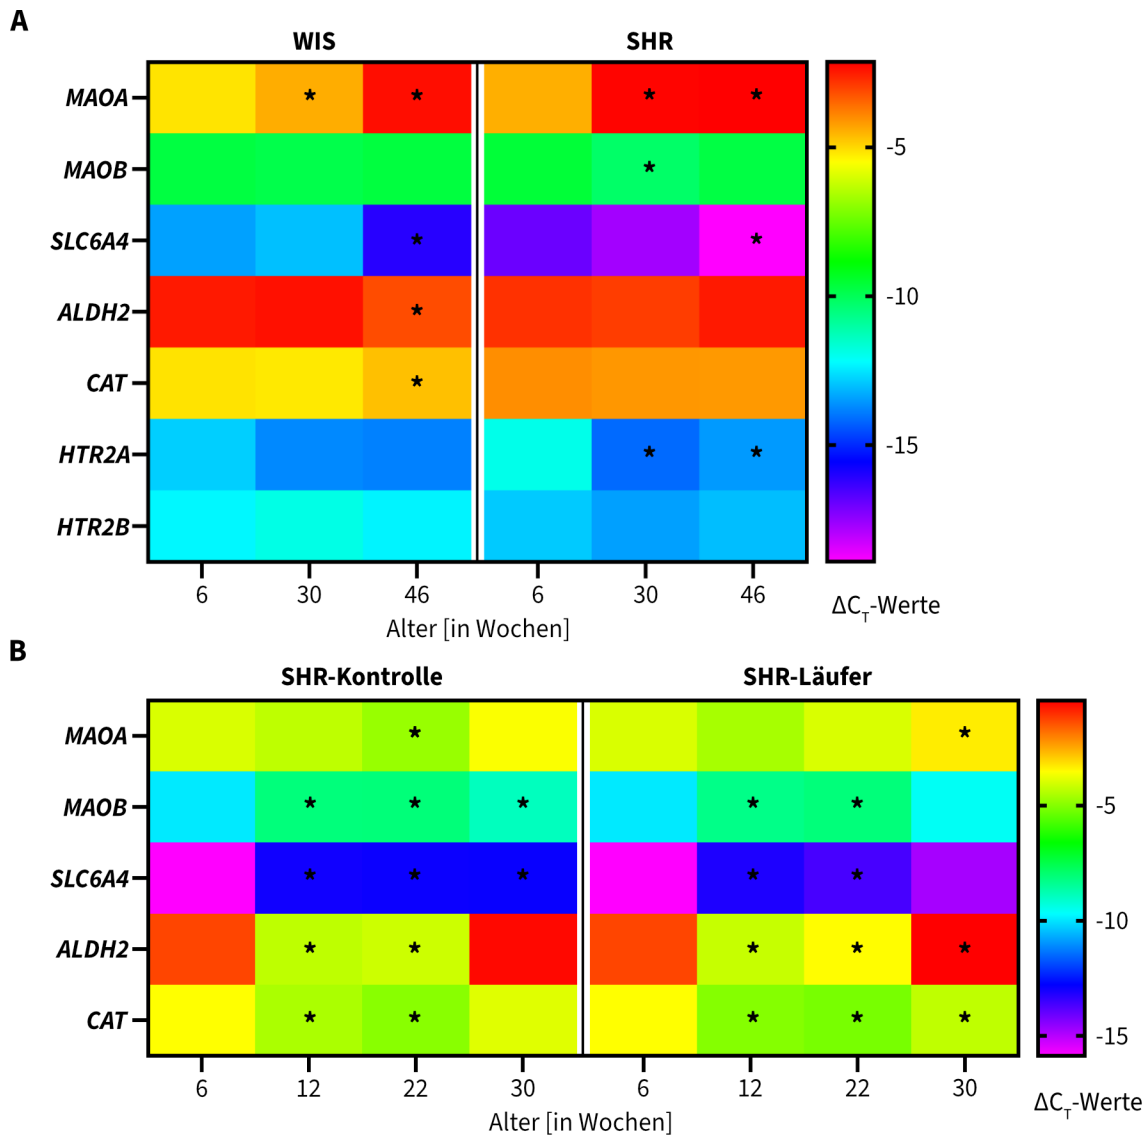 A
WIS SHR
MAOA * * * *
MAOB *
SLC6A4 * *
ALDH2 *
CAT *
HTR2A * *
HTR2B
-5
-10
-15
6 30 46 6 30 46
ΔCT-Werte
Alter [in Wochen]
B
SHR-Kontrolle SHR-Läufer
MAOA * *
MAOB * * * * *
SLC6A4 * * * * *
ALDH2 * * * * *
CAT * * * * *
-5
-10
-15
6 12 22 30 6 12 22 30
ΔCT-Werte
Alter [in Wochen]